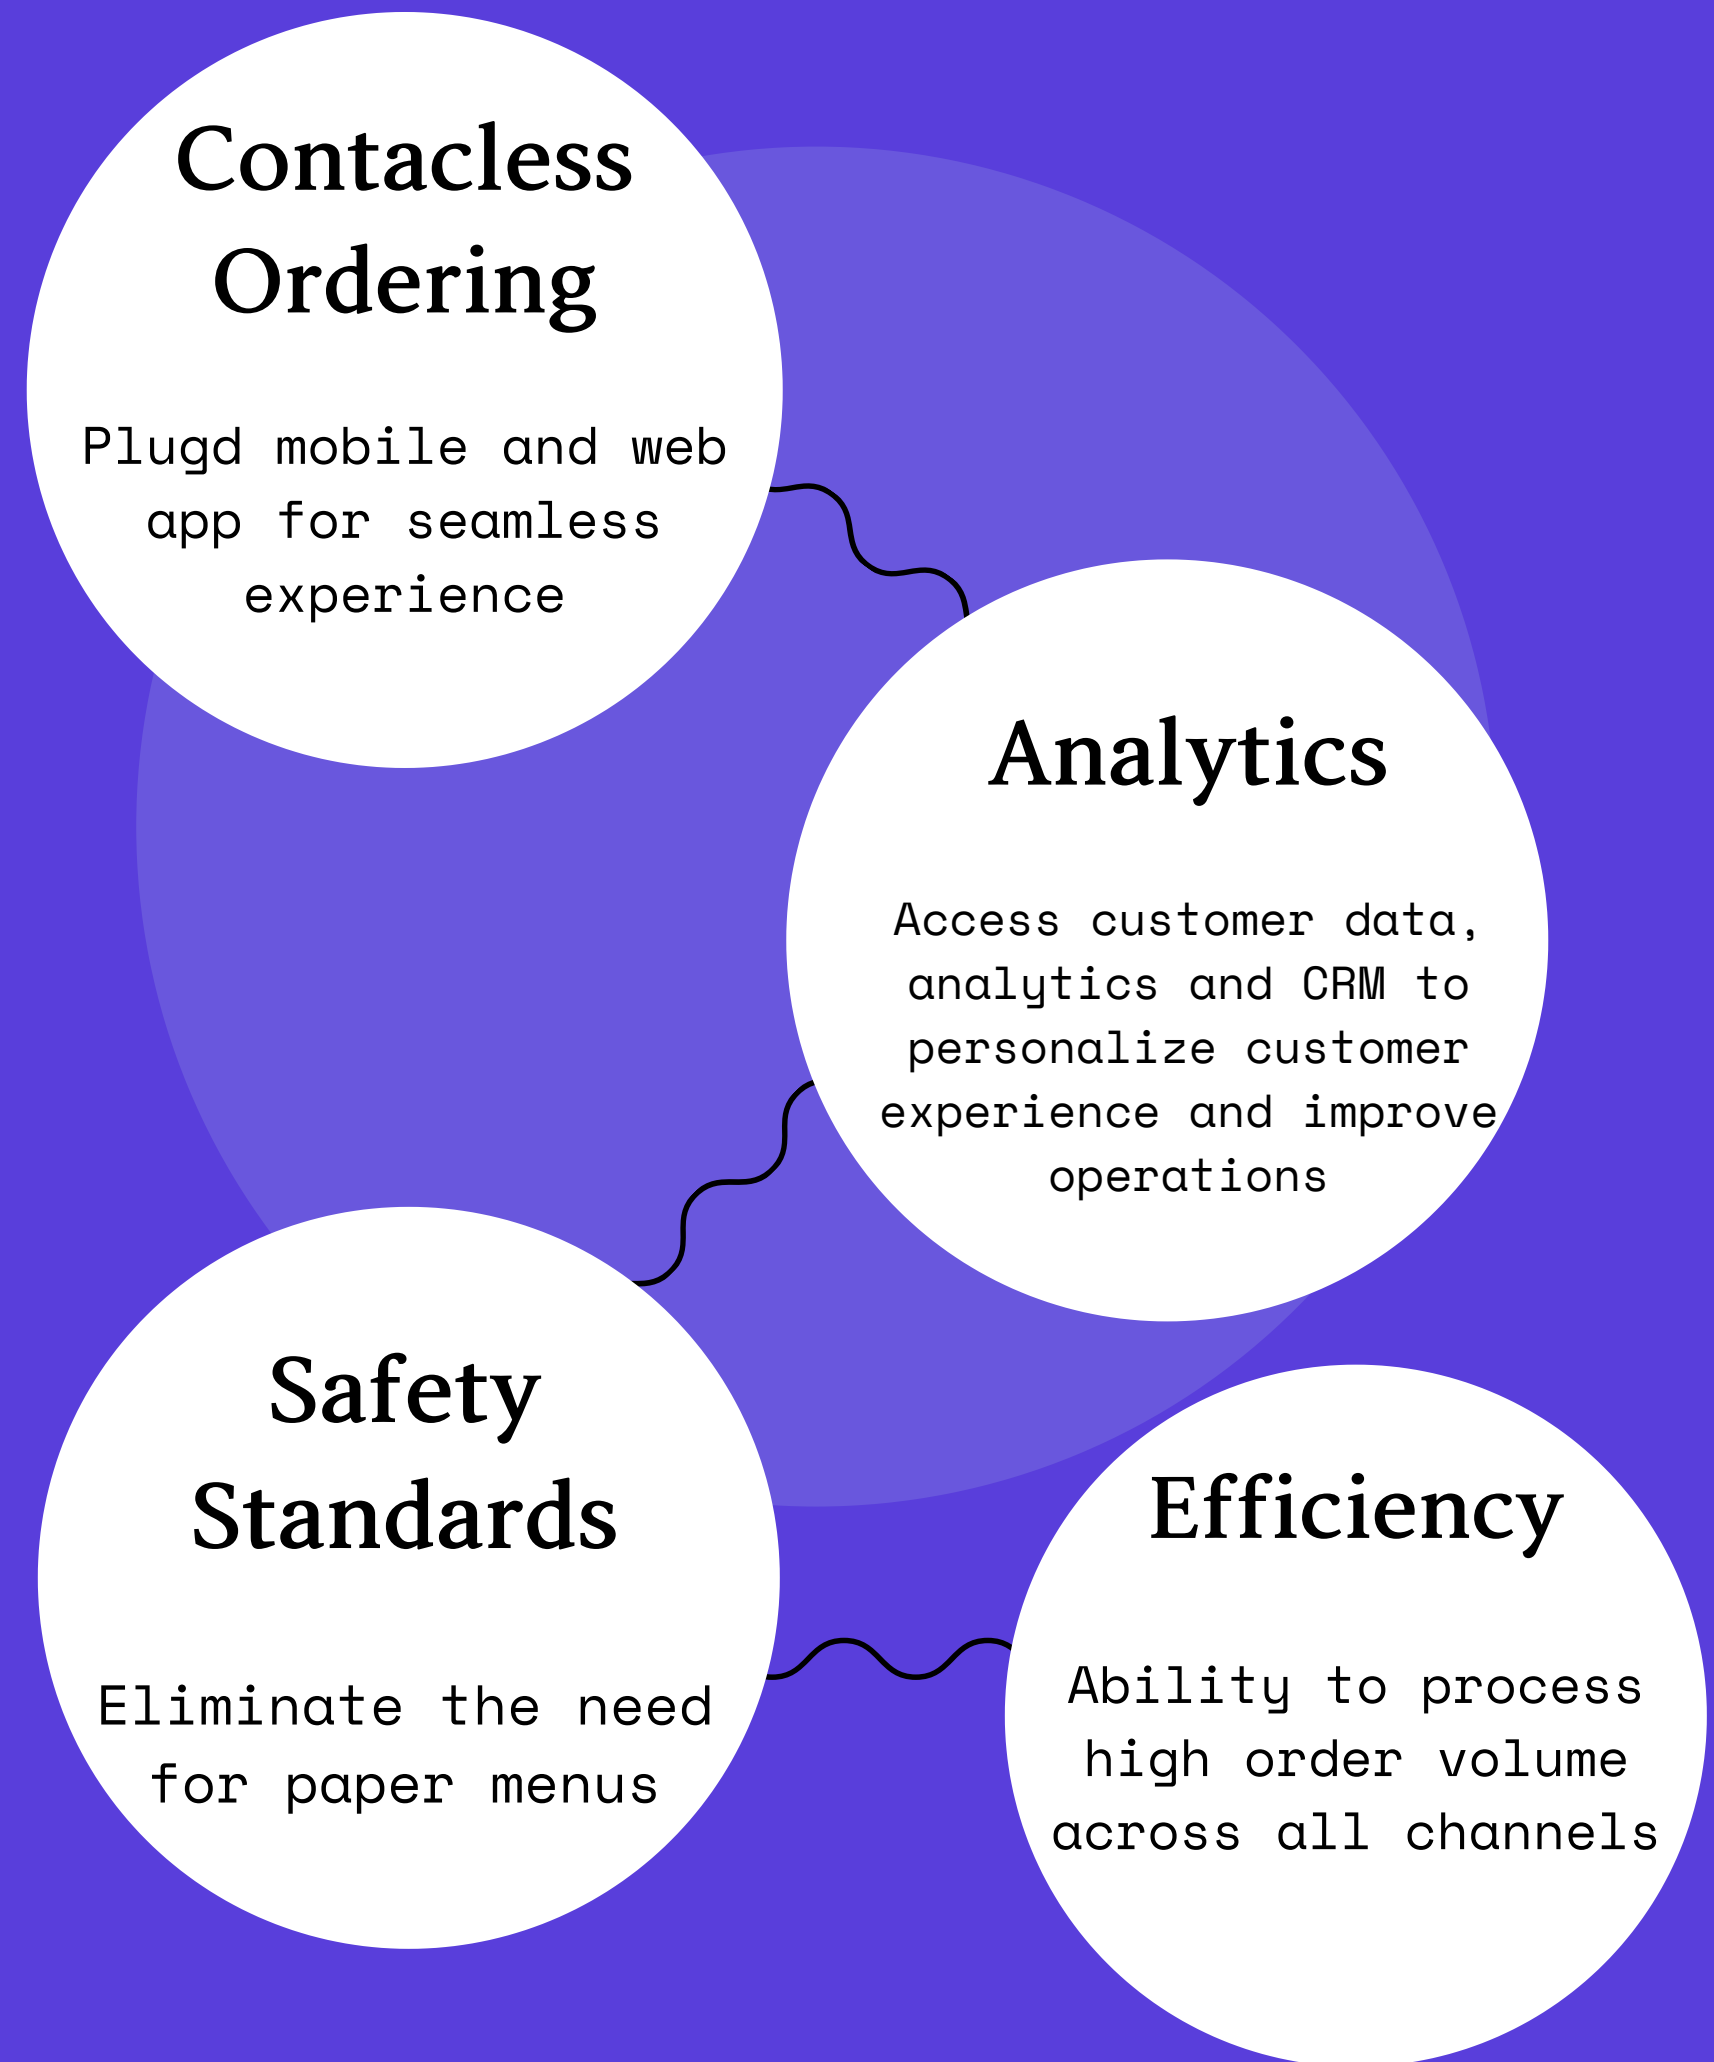 Contacless
Ordering
Plugd mobile and web
app for seamless
experience
Analytics
Access customer data,
analytics and CRM to
personalize customer
experience and improve
operations
Safety
Standards
Eliminate the need
for paper menus
Efficiency
Ability to process
high order volume
across all channels